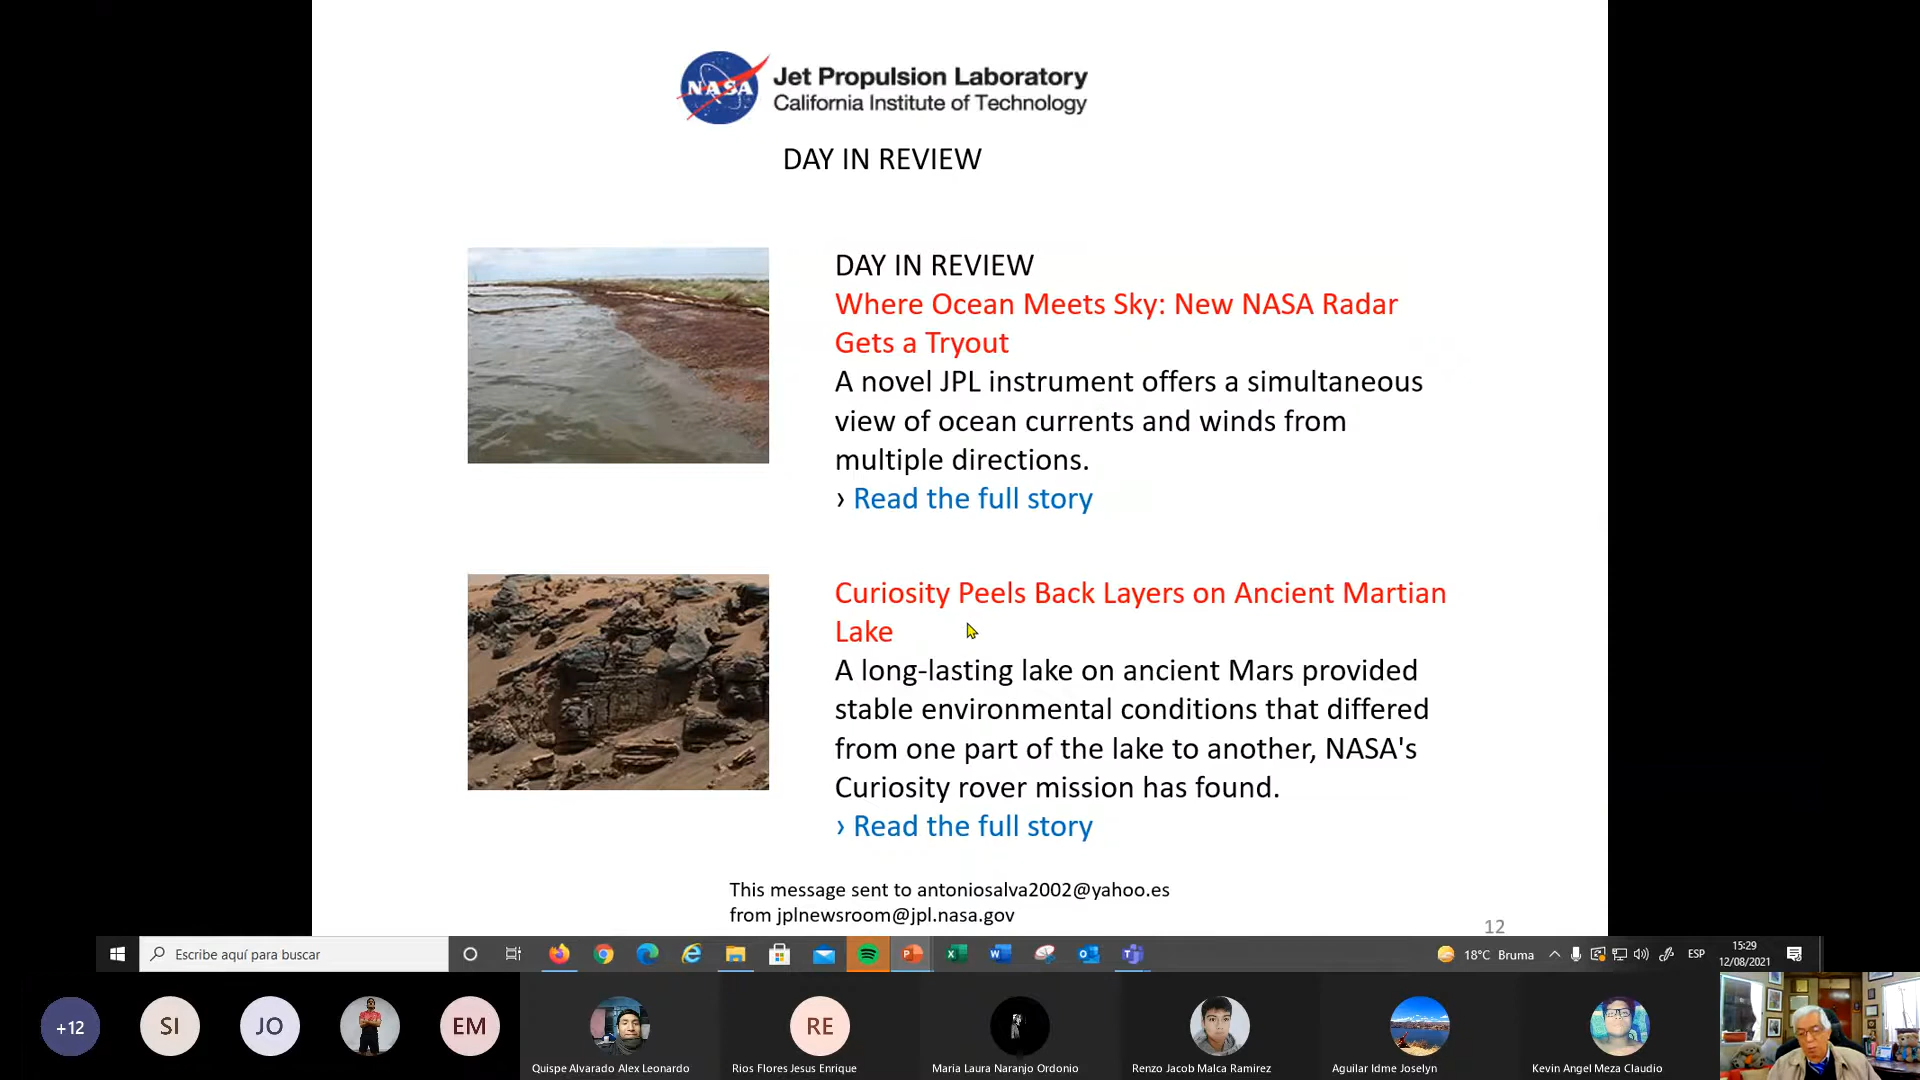 NASA
Jet Propulsion Laboratory
California Institute of Technology
DAY IN REVIEW
DAY IN REVIEW
Where Ocean Meets Sky: New NASA Radar
Gets a Tryout
A novel JPL instrument offers a simultaneous
view of ocean currents and winds from
multiple directions.
› Read the full story
Curiosity Peels Back Layers on Ancient Martian
Lake
A long-lasting lake on ancient Mars provided
stable environmental conditions that differed
from one part of the lake to another, NASA's
Curiosity rover mission has found.
› Read the full story
This message sent to antoniosalva2002@yahoo.es
from jplnewsroom@jpl.nasa.gov
12
Escribe aquí para buscar
18°C Bruma
ESP
15:29
12/08/2021
+12
SI
JO
EM
RE
Quispe Alvarado Alex Leonardo
Rios Flores Jesus Enrique
Maria Laura Naranjo Ordonio
Renzo Jacob Malca Ramirez
Aguilar Idme Joselyn
Kevin Angel Meza Claudio